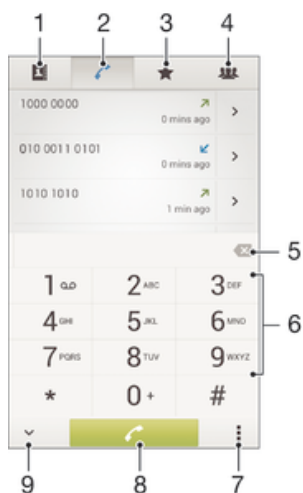 1 2 3 4
1000 0000
0 mins ago
010 0011 0101
0 mins ago
1010 1010
1 min ago
5
1 2 ABC 3 DEF
4 GHI 5 JKL 6 MNO
6
7 PQRS 8 TUV 9 WXYZ
* 0 + #
9 8 7